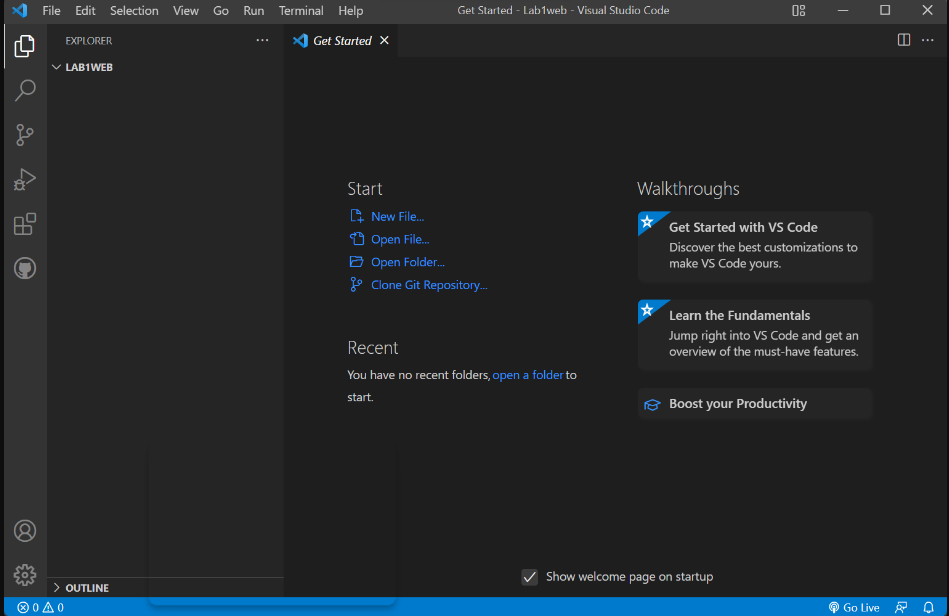 File Edit Selection View Go Run Terminal Help
Get Started - Lab1web - Visual Studio Code
EXPLORER
LAB1WEB
Get Started
Start
New File...
Open File...
Open Folder...
Clone Git Repository...
Recent
You have no recent folders, open a folder to
start.
Walkthroughs
Get Started with VS Code
Discover the best customizations to
make VS Code yours.
Learn the Fundamentals
Jump right into VS Code and get an
overview of the must-have features.
Boost your Productivity
Show welcome page on startup
OUTLINE
0 0
Go Live